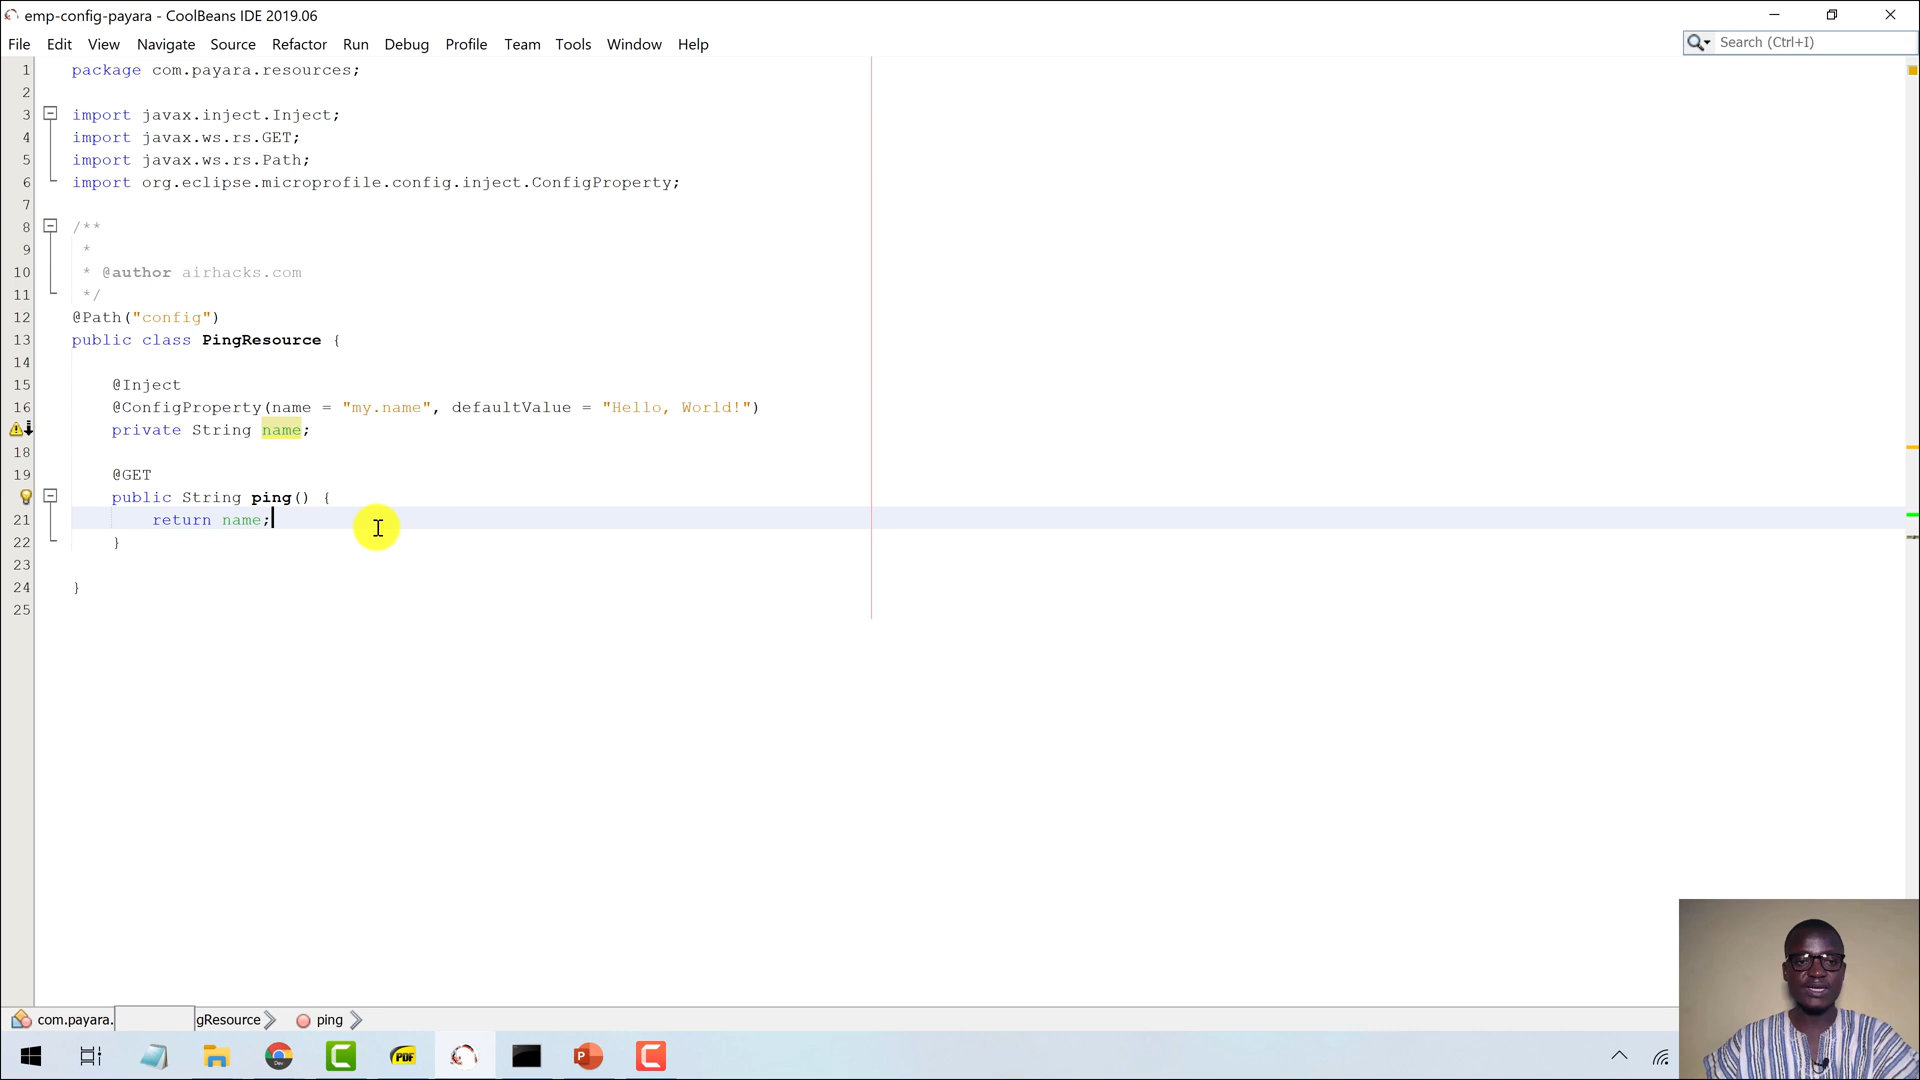 emp-config-payara - CoolBeans IDE 2019.06
File Edit View Navigate Source Refactor Run Debug Profile Team Tools Window Help
Search (Ctrl+I)
1 package com.payara.resources;
2
3 import javax.inject.Inject;
4 import javax.ws.rs.GET;
5 import javax.ws.rs.Path;
6 import org.eclipse.microprofile.config.inject.ConfigProperty;
7
8 /**
9 *
10 * @author airhacks.com
11 */
12 @Path("config")
13 public class PingResource {
14
15 @Inject
16 @ConfigProperty(name = "my.name", defaultValue = "Hello, World!")
private String name;
18
19 @GET
public String ping() {
21 return name;
22 }
23
24 }
25
com.payara. gResource ping
PDF
P